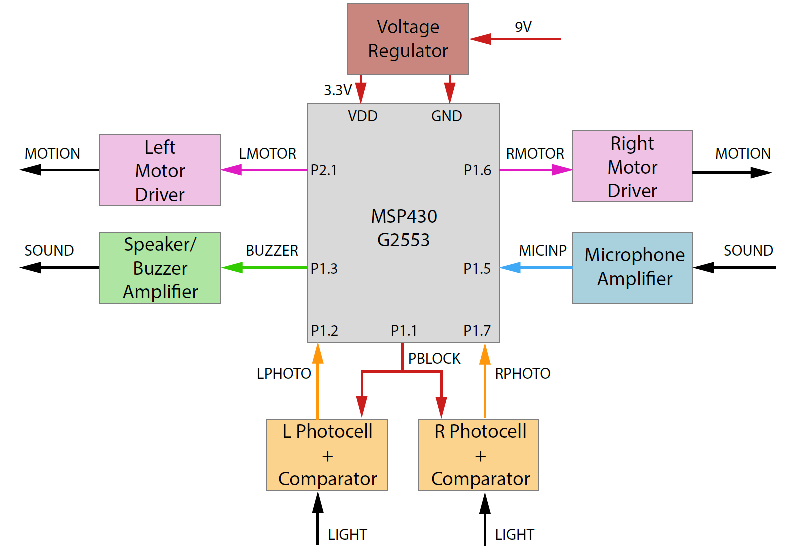 Voltage
Regulator
9V
3.3V
VDD
GND
MOTION
Left
Motor
Driver
LMOTOR
P2.1
P1.6
RMOTOR
Right
Motor
Driver
MOTION
MSP430
G2553
SOUND
Speaker/
Buzzer
Amplifier
BUZZER
P1.3
P1.5
MICINP
Microphone
Amplifier
SOUND
P1.2
P1.1
P1.7
LPHOTO
PBLOCK
RPHOTO
L Photocell
+
Comparator
R Photocell
+
Comparator
LIGHT
LIGHT